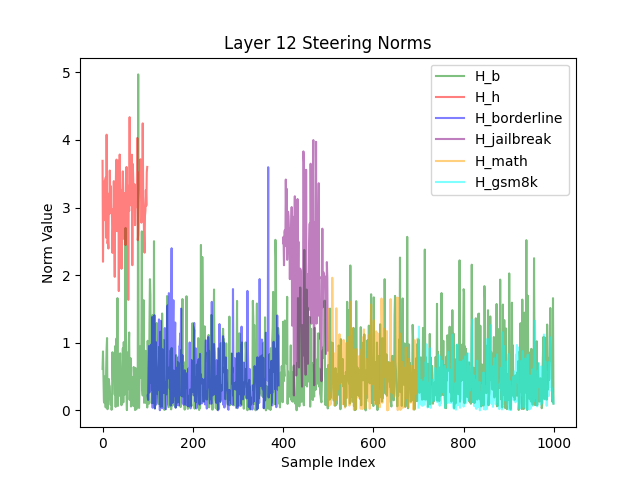 Layer 12 Steering Norms
5
4
3
2
1
0
Norm Value
0
200
400
600
800
1000
Sample Index
H_b
H_h
H_borderline
H_jailbreak
H_math
H_gsm8k